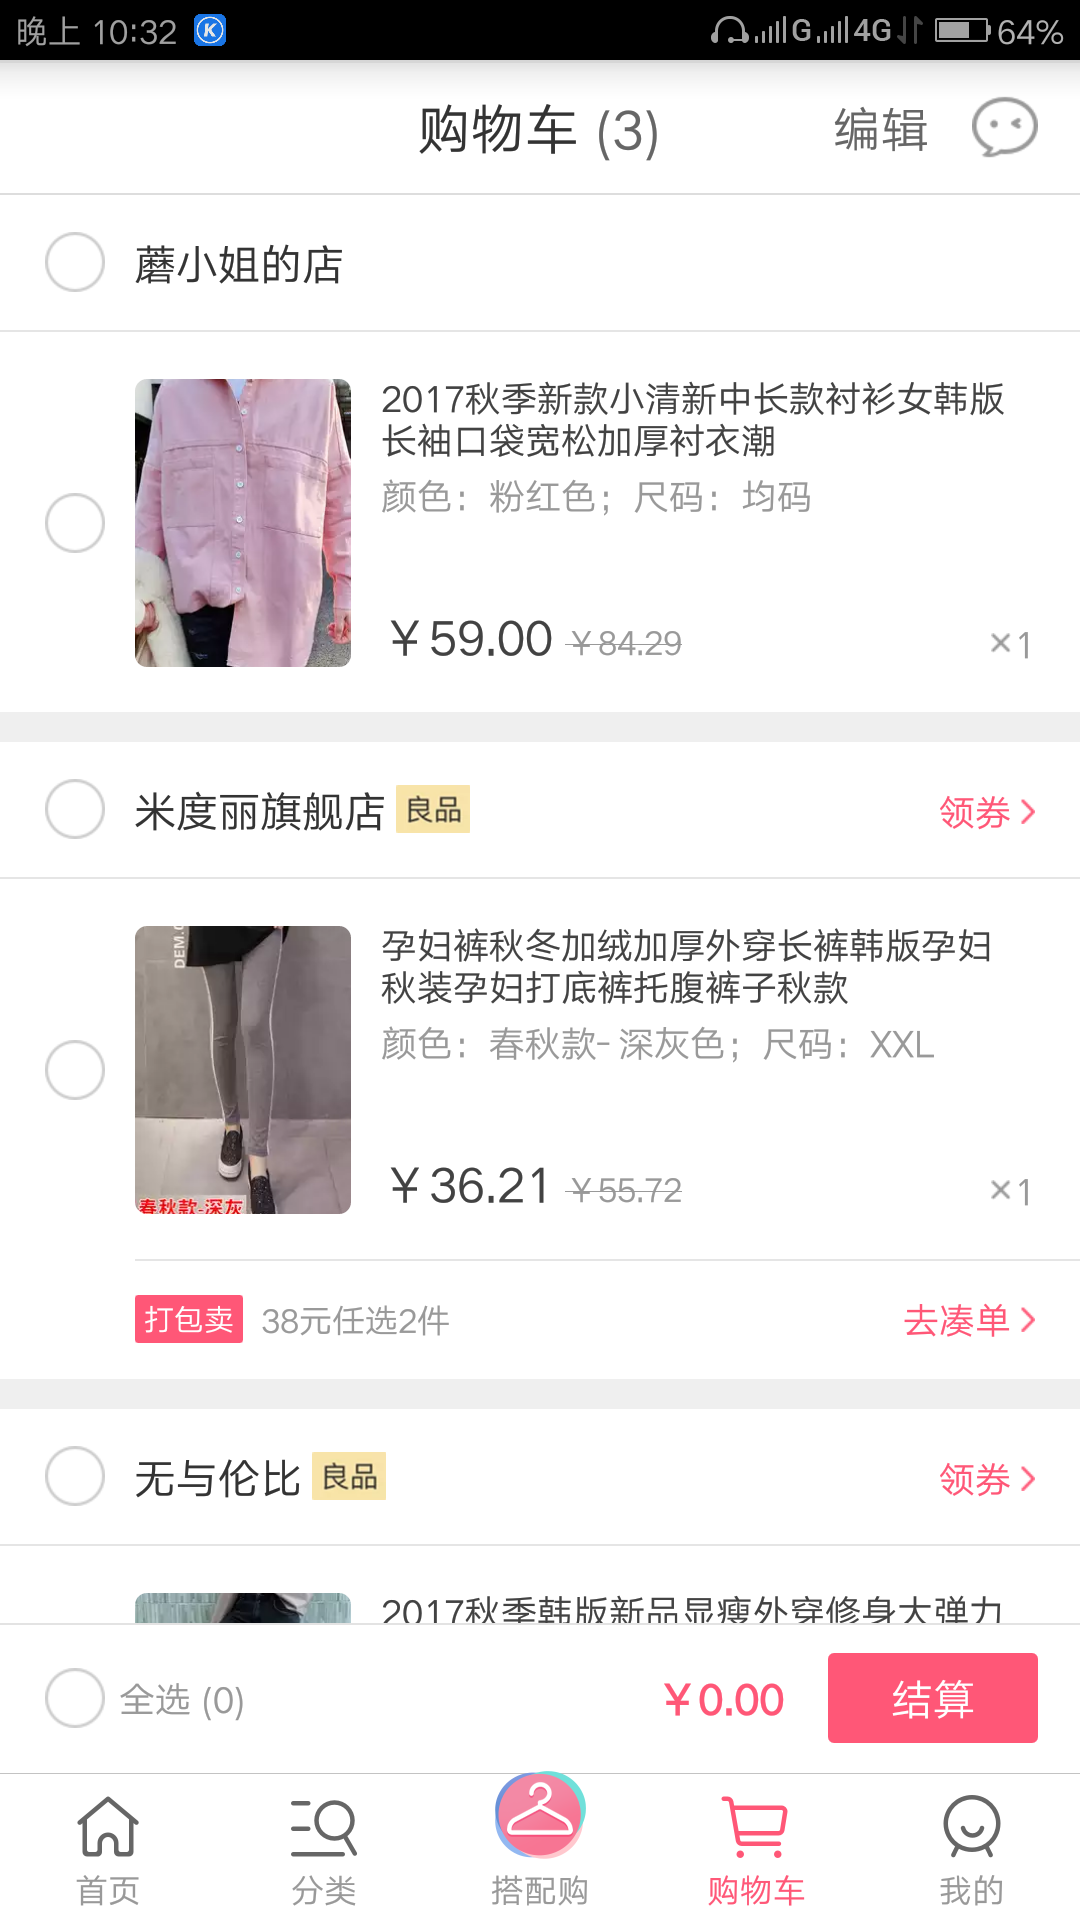 晚上 10:32
G 4G 64%
购物车 (3)
编辑
蘑小姐的店
2017秋季新款小清新中长款衬衫女韩版
长袖口袋宽松加厚衬衣潮
颜色：粉红色；尺码：均码
￥59.00 ￥84.29 ×1
米度丽旗舰店 良品 领券
孕妇裤秋冬加绒加厚外穿长裤韩版孕妇
秋装孕妇打底裤托腹裤子秋款
颜色：春秋款-深灰色；尺码：XXL
春秋款-深灰
￥36.21 ￥55.72 ×1
打包卖 38元任选2件 去凑单
无与伦比 良品 领券
2017秋季韩版新品显瘦外穿修身大弹力
全选 (0) ￥0.00 结算
首页 分类 搭配购 购物车 我的